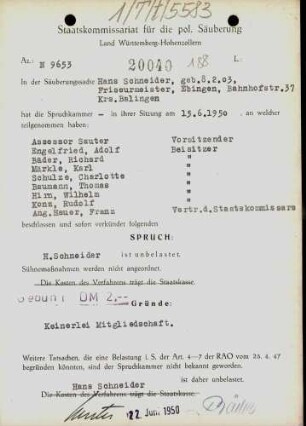 1/T/H/5583
Staatskommissariat für die pol. Säuberung
Land Württemberg-Hohenzollern
Nr.: N 9653 20040 188 L:
In der Säuberungssache Hans Schneider, geb.8.2.03,
Friseurmeister, Ebingen, Bahnhofstr.37
Krs.Balingen
hat die Spruchkammer – in ihrer Sitzung am 15.6.1950 , an welcher
teilgenommen haben:
Assessor Sauter Vorsitzender
Engelfried, Adolf Beisitzer
Bäder, Richard "
Märkle, Karl "
Schulze, Charlotte "
Baumann, Thomas "
Hirn, Wilhelm "
Konz, Rudolf "
Ang.Hauer, Franz Vertr.d.Staatskommissars
beschlossen und sofort verkündet folgenden
SPRUCH:
H.Schneider ist unbelastet.
Sühnemaßnahmen werden nicht angeordnet.
Die Kosten des Verfahrens trägt die Staatskasse.
Gebühr DM 2,--
Gründe:
Keinerlei Mitgliedschaft.
Weitere Tatsachen, die eine Belastung i. S. der Art. 4—7 der RAO vom 25. 4. 47
begründen könnten, sind der Spruchkammer nicht bekannt geworden.
Hans Schneider ist daher unbelastet.
Die Kosten des Verfahrens trägt die Staatskasse.
22. Juni 1950